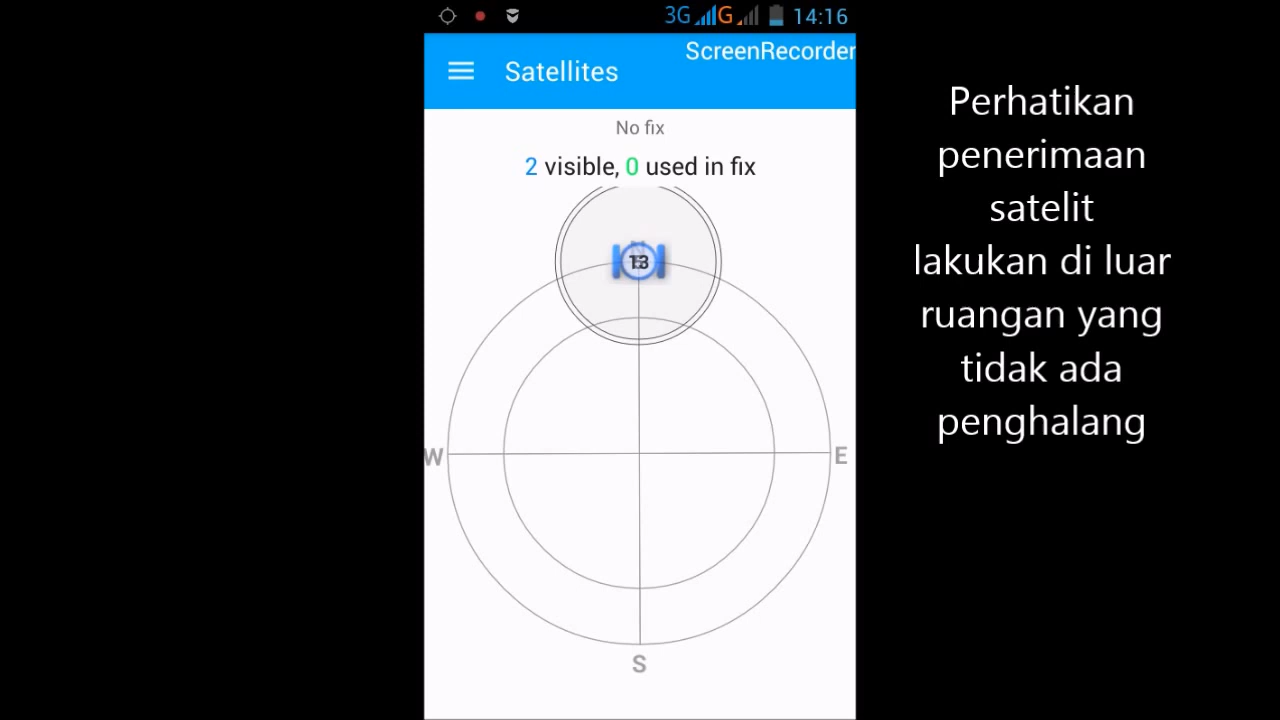 3G G 14:16
ScreenRecorder
Satellites
No fix
2 visible, 0 used in fix
13
W
E
S
Perhatikan
penerimaan
satelit
lakukan di luar
ruangan yang
tidak ada
penghalang